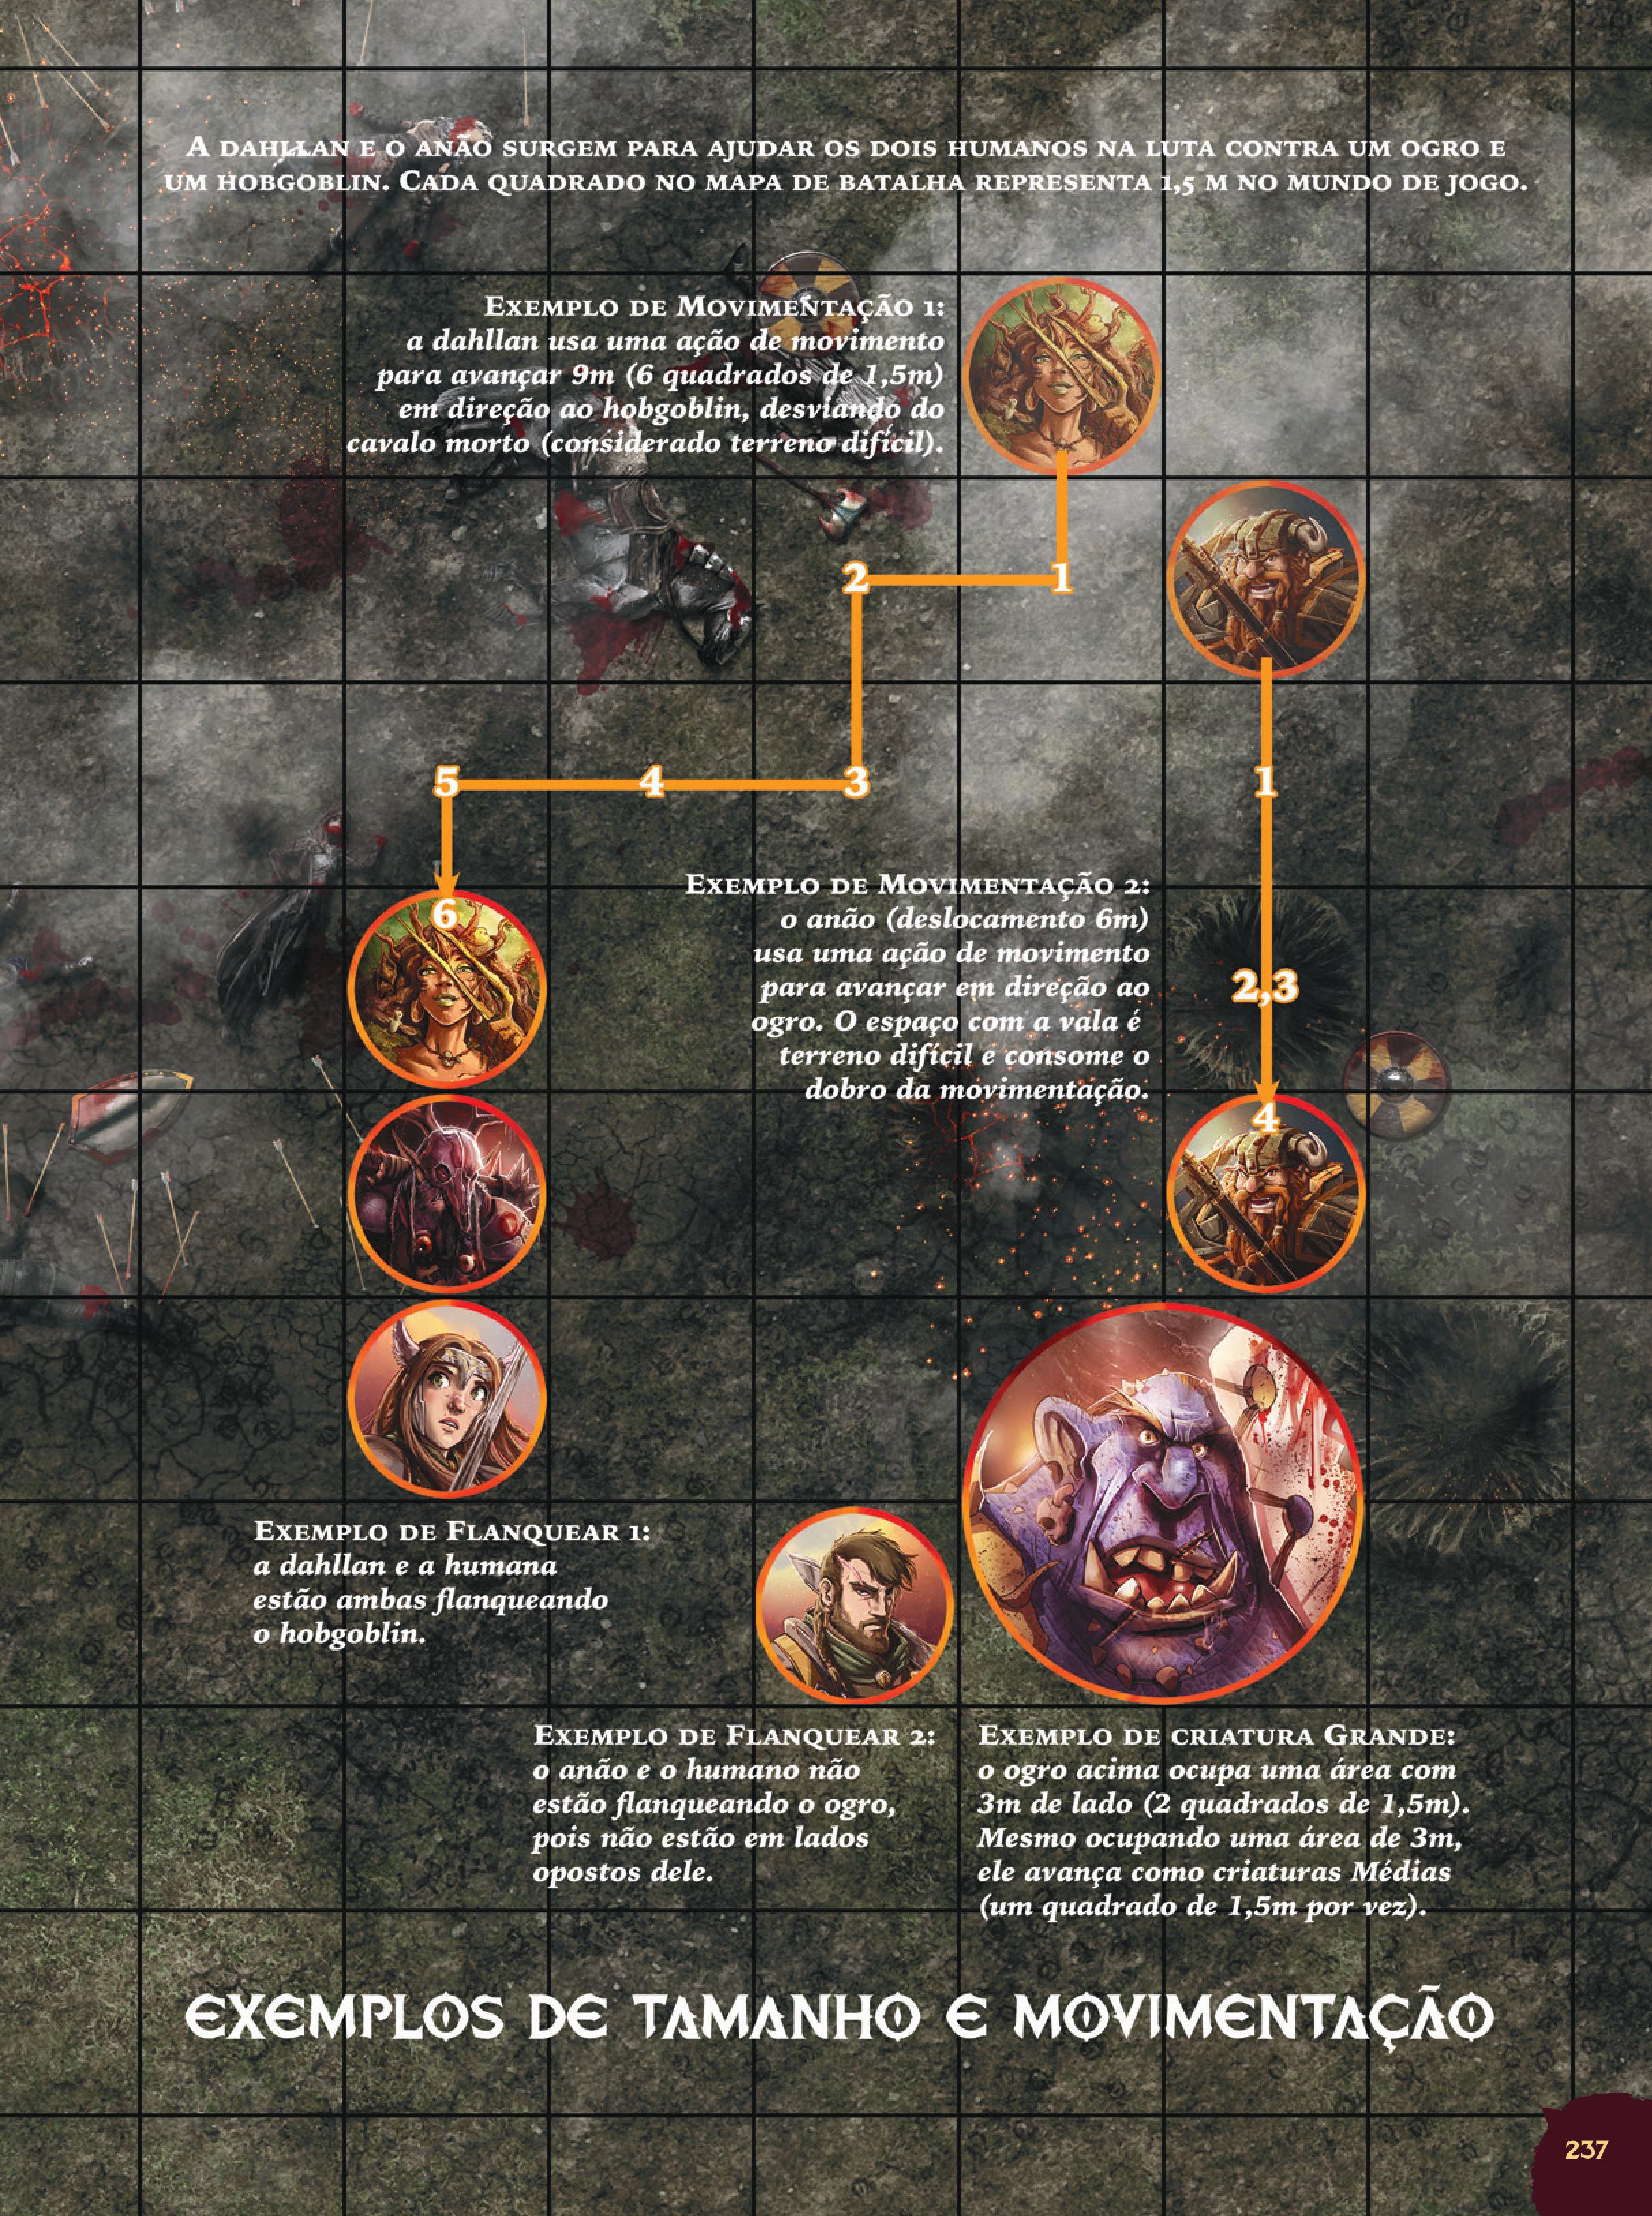 A dahllan e o anão surgem para ajudar os dois humanos na luta contra um ogro e
um hobgoblin. Cada quadrado no mapa de batalha representa 1,5 m no mundo de jogo.
Exemplo de Movimentação 1:
a dahllan usa uma ação de movimento
para avançar 9m (6 quadrados de 1,5m)
em direção ao hobgoblin, desviando do
cavalo morto (considerado terreno difícil).
2
1
5
4
3
1
6
Exemplo de Movimentação 2:
o anão (deslocamento 6m)
usa uma ação de movimento
para avançar em direção ao
ogro. O espaço com a vala é
terreno difícil e consome o
dobro da movimentação.
2,3
4
Exemplo de Flanquear 1:
a dahllan e a humana
estão ambas flanqueando
o hobgoblin.
Exemplo de Flanquear 2:
o anão e o humano não
estão flanqueando o ogro,
pois não estão em lados
opostos dele.
Exemplo de criatura Grande:
o ogro acima ocupa uma área com
3m de lado (2 quadrados de 1,5m).
Mesmo ocupando uma área de 3m,
ele avança como criaturas Médias
(um quadrado de 1,5m por vez).
EXEMPLOS DE TAMANHO E MOVIMENTAÇÃO
237